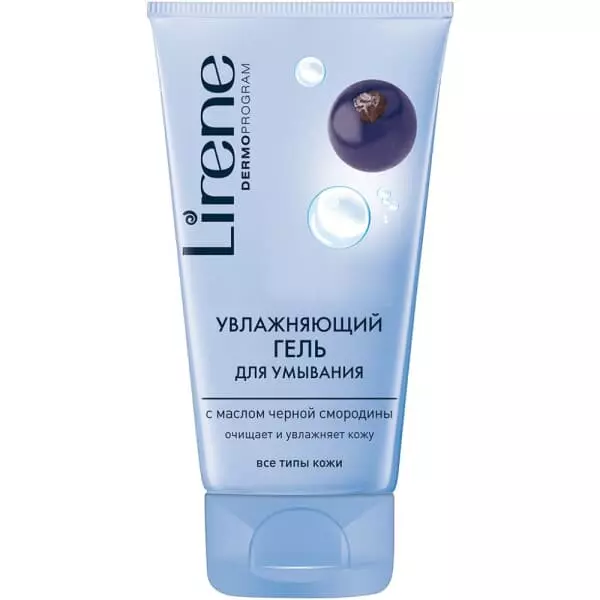 Lirene
DERMOPROGRAM
УВЛАЖНЯЮЩИЙ
ГЕЛЬ
ДЛЯ УМЫВАНИЯ
с маслом черной смородины
очищает и увлажняет кожу
все типы кожи